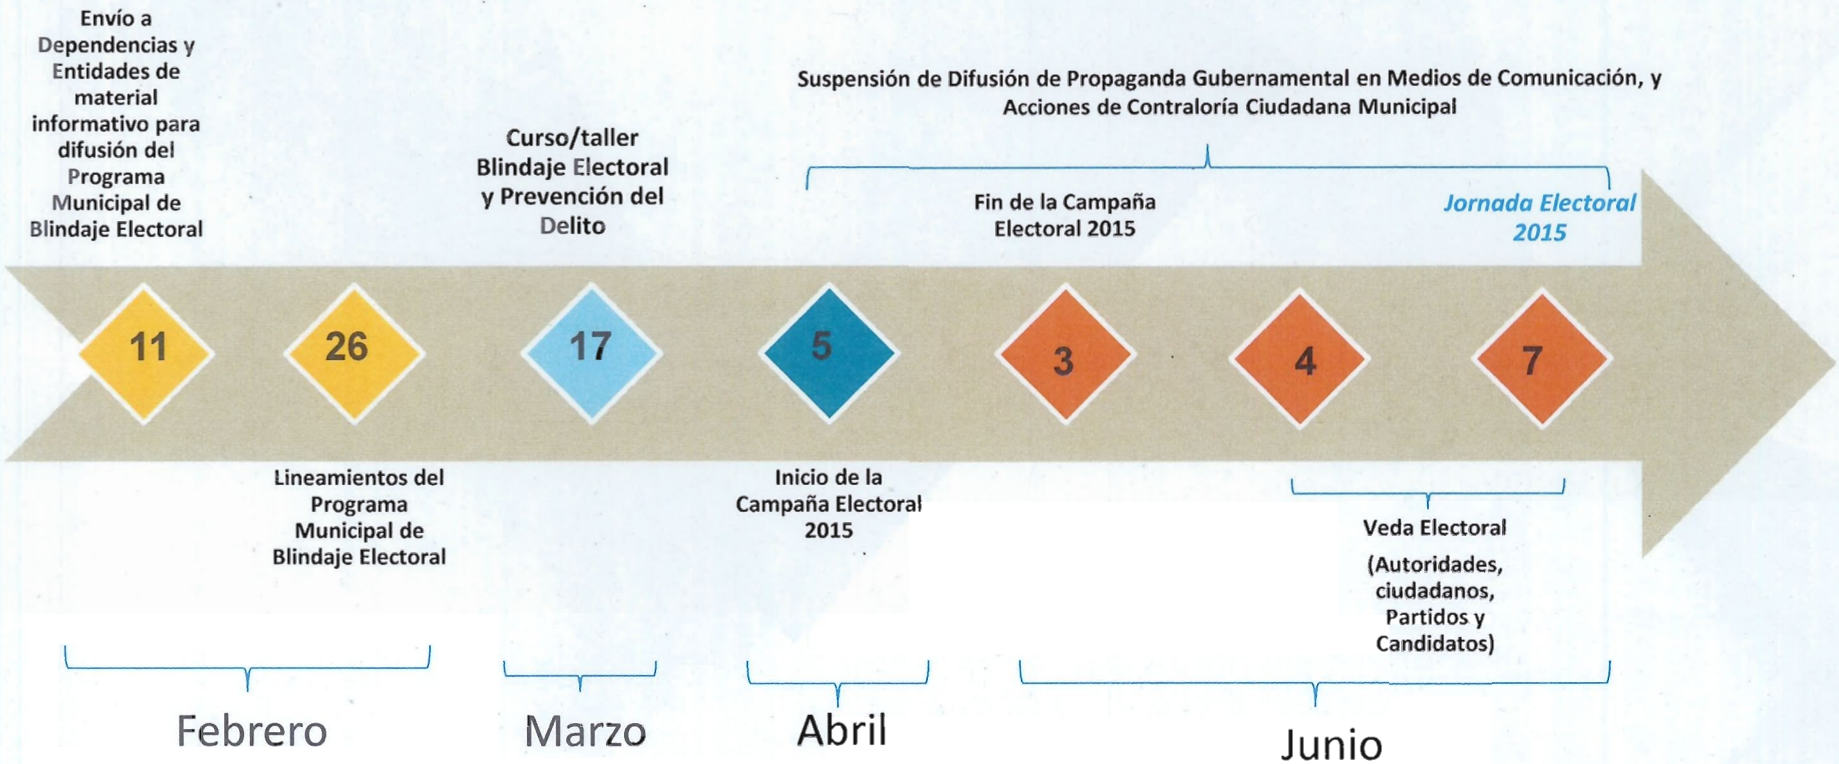 Envío a
Dependencias y
Entidades de
material
informativo para
difusión del
Programa
Municipal de
Blindaje Electoral
Curso/taller
Blindaje Electoral
y Prevención del
Delito
Suspensión de Difusión de Propaganda Gubernamental en Medios de Comunicación, y
Acciones de Contraloría Ciudadana Municipal
Fin de la Campaña
Electoral 2015
Jornada Electoral
2015
11
26
17
5
3
4
7
Lineamientos del
Programa
Municipal de
Blindaje Electoral
Inicio de la
Campaña Electoral
2015
Veda Electoral
(Autoridades,
ciudadanos,
Partidos y
Candidatos)
Febrero
Marzo
Abril
Junio